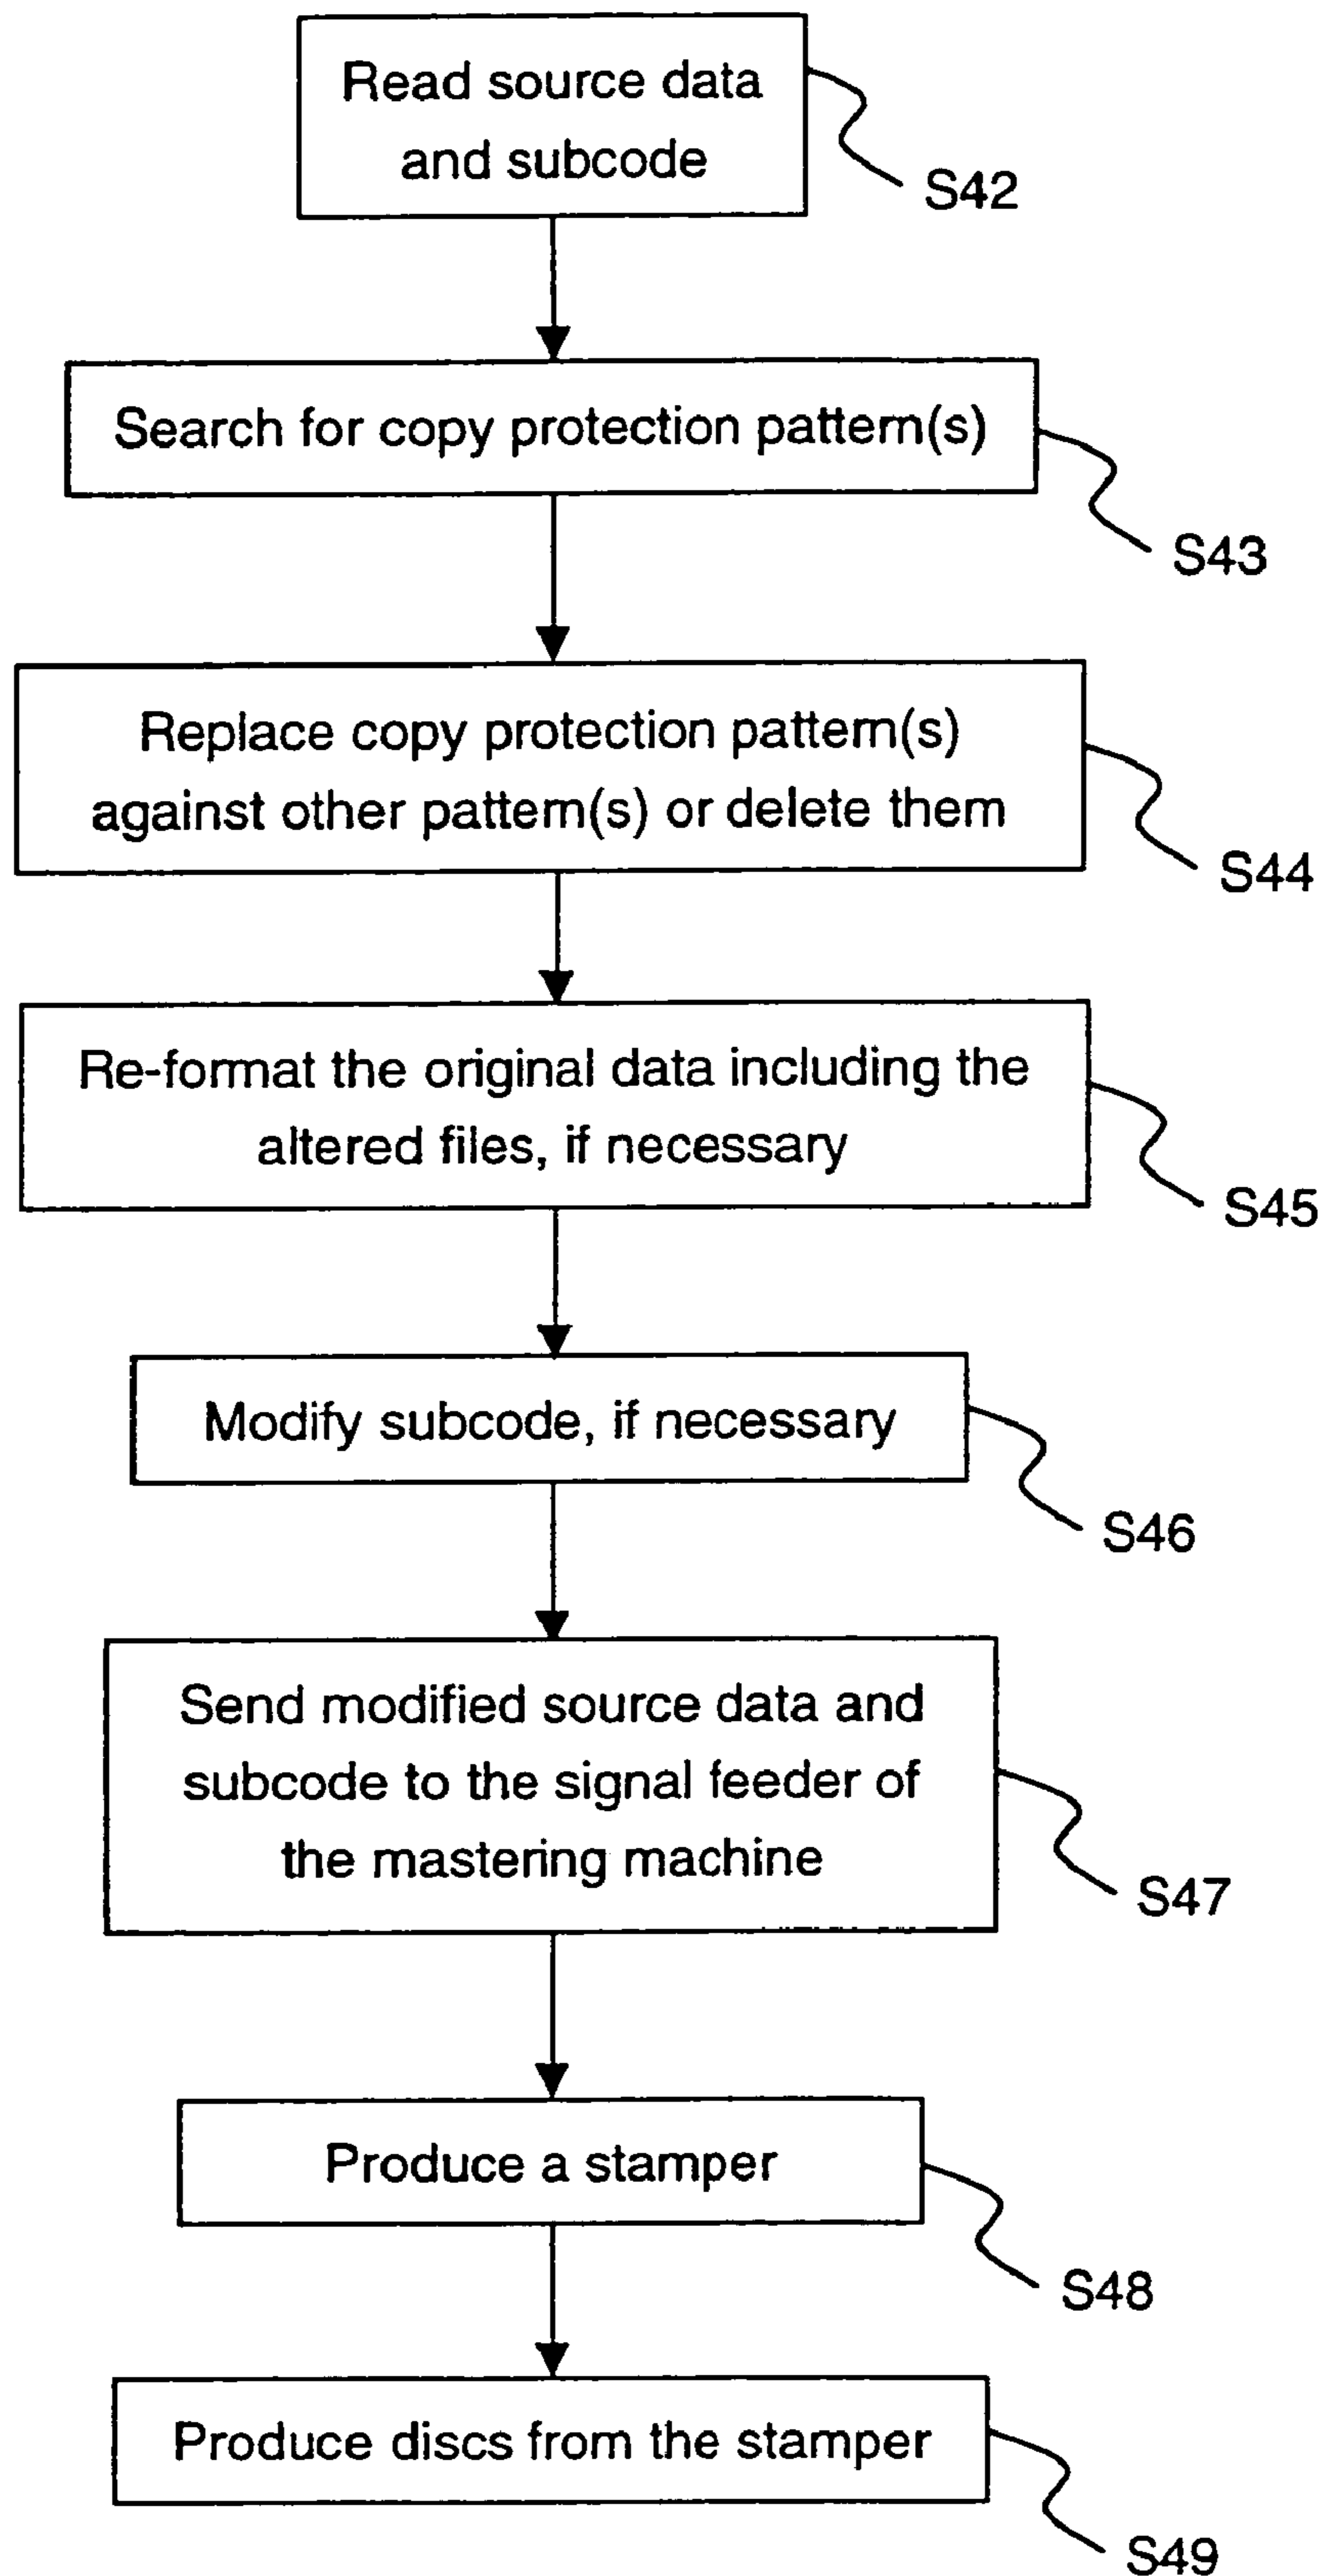 Read source data
and subcode
S42
Search for copy protection pattern(s)
S43
Replace copy protection pattern(s)
against other pattern(s) or delete them
S44
Re-format the original data including the
altered files, if necessary
S45
Modify subcode, if necessary
S46
Send modified source data and
subcode to the signal feeder of
the mastering machine
S47
Produce a stamper
S48
Produce discs from the stamper
S49